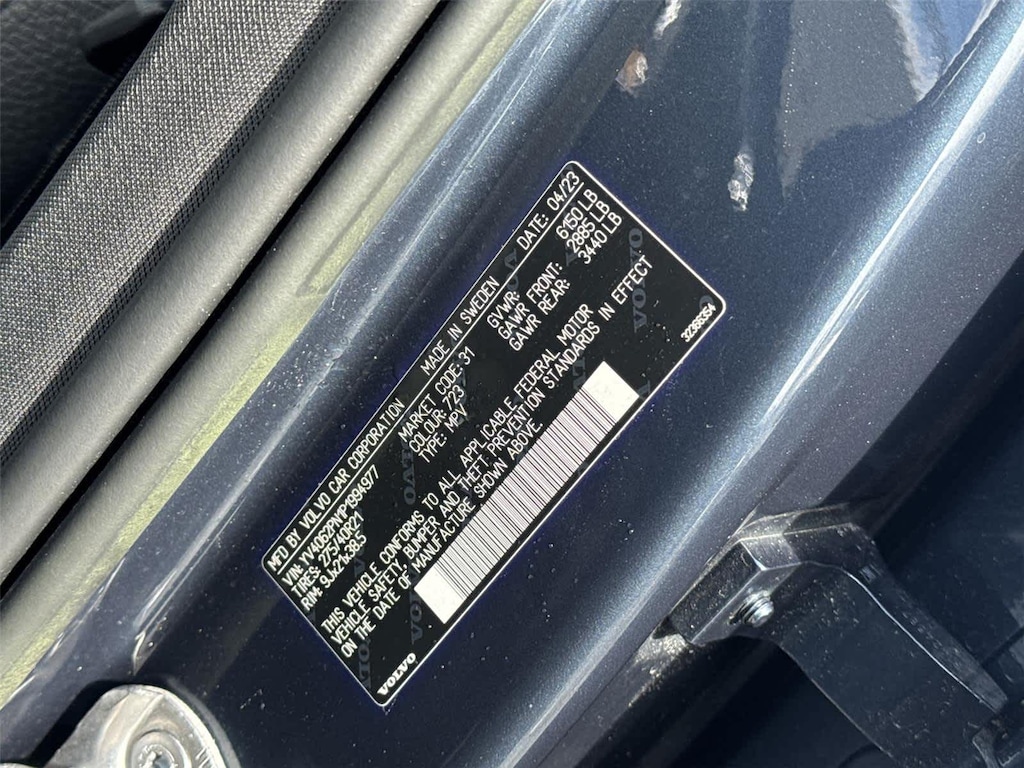 MFD BY VOLVO CAR CORPORATION MADE IN SWEDEN DATE: 04/23
VIN: YV4062PMP1994977 MARKET CODE: 31 GVWR: 6150 LB
TIRES: 275/40R21 COLOUR: 723 GAWR FRONT: 2885 LB
RIM: 9Jx21x38.5 TYPE: MPV GAWR REAR: 3440 LB
THIS VEHICLE CONFORMS TO ALL APPLICABLE FEDERAL MOTOR
VEHICLE SAFETY, BUMPER AND THEFT PREVENTION STANDARDS IN EFFECT
ON THE DATE OF MANUFACTURE SHOWN ABOVE.
VOLVO